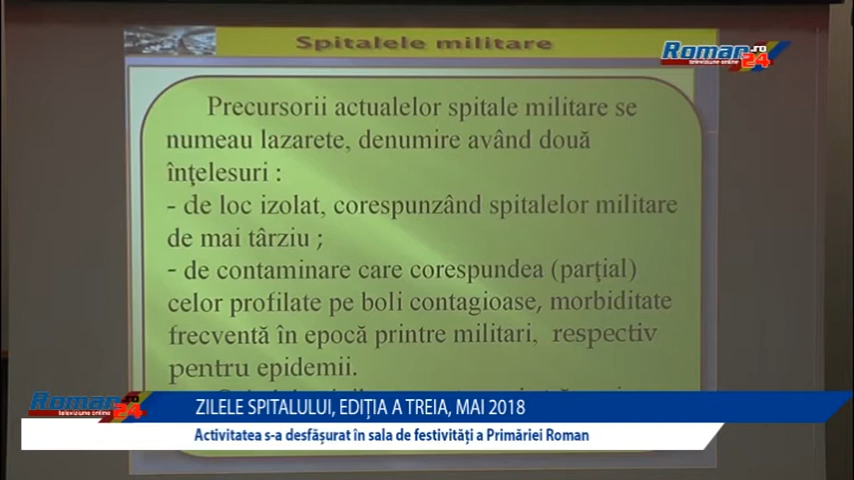 Spitalele militare
Roman.ro
televiziune online 24
Precursorii actualelor spitale militare se
numeau lazarete, denumire având două
înţelesuri :
- de loc izolat, corespunzând spitalelor militare
de mai târziu ;
- de contaminare care corespundea (parţial)
celor profilate pe boli contagioase, morbiditate
frecventă în epocă printre militari, respectiv
pentru epidemii.
Roman.ro
televiziune online 24
ZILELE SPITALULUI, EDIȚIA A TREIA, MAI 2018
Activitatea s-a desfășurat în sala de festivități a Primăriei Roman